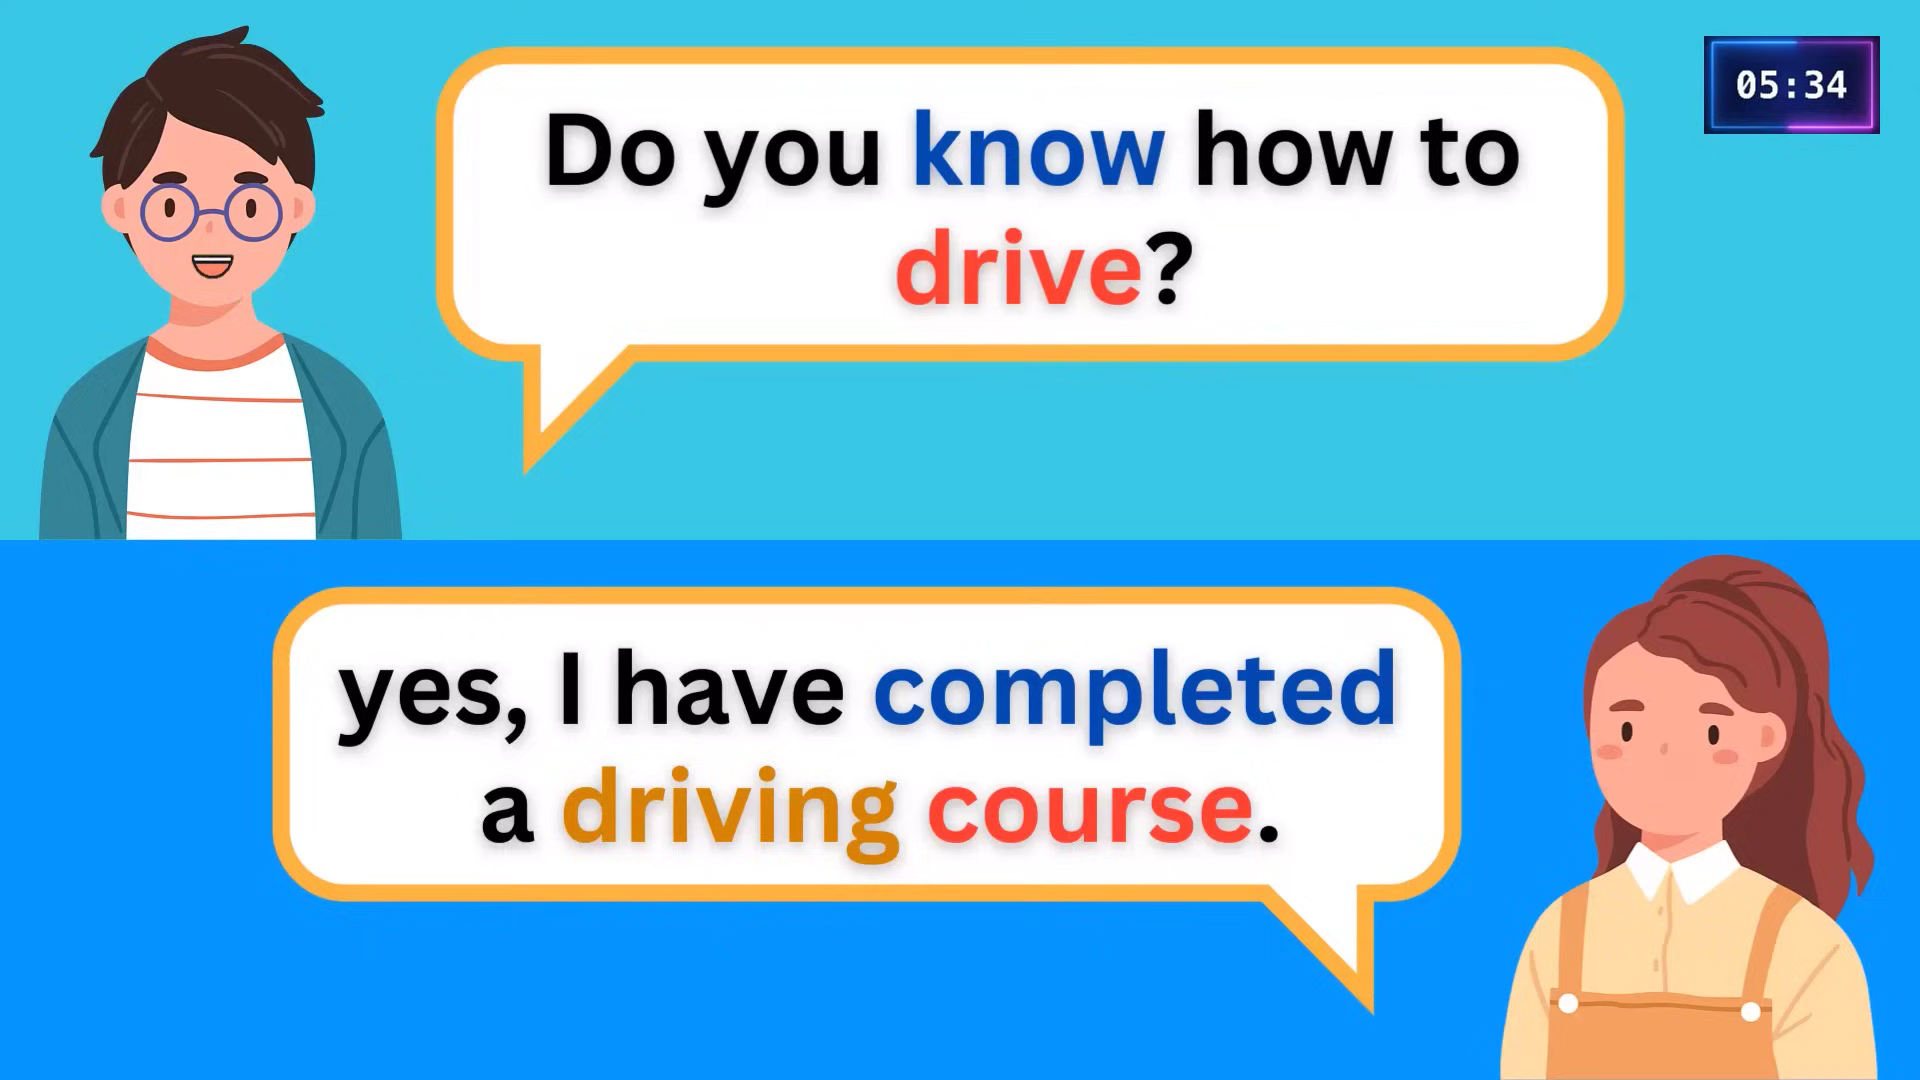 Do you know how to
drive?
05:34
yes, I have completed
a driving course.